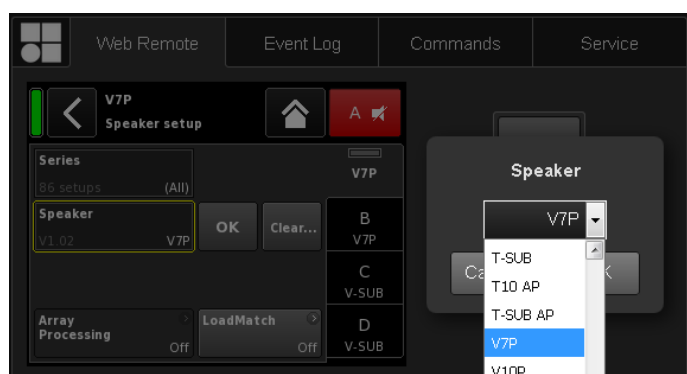 Web Remote
Event Log
Commands
Service
V7P
Speaker setup
A
Series
86 setups (All)
V7P
Speaker
V1.02 V7P
OK
Clear...
B
V7P
C
V-SUB
Array
Processing
Off
LoadMatch
Off
D
V-SUB
Speaker
V7P
T-SUB
T10 AP
T-SUB AP
V7P
V10P